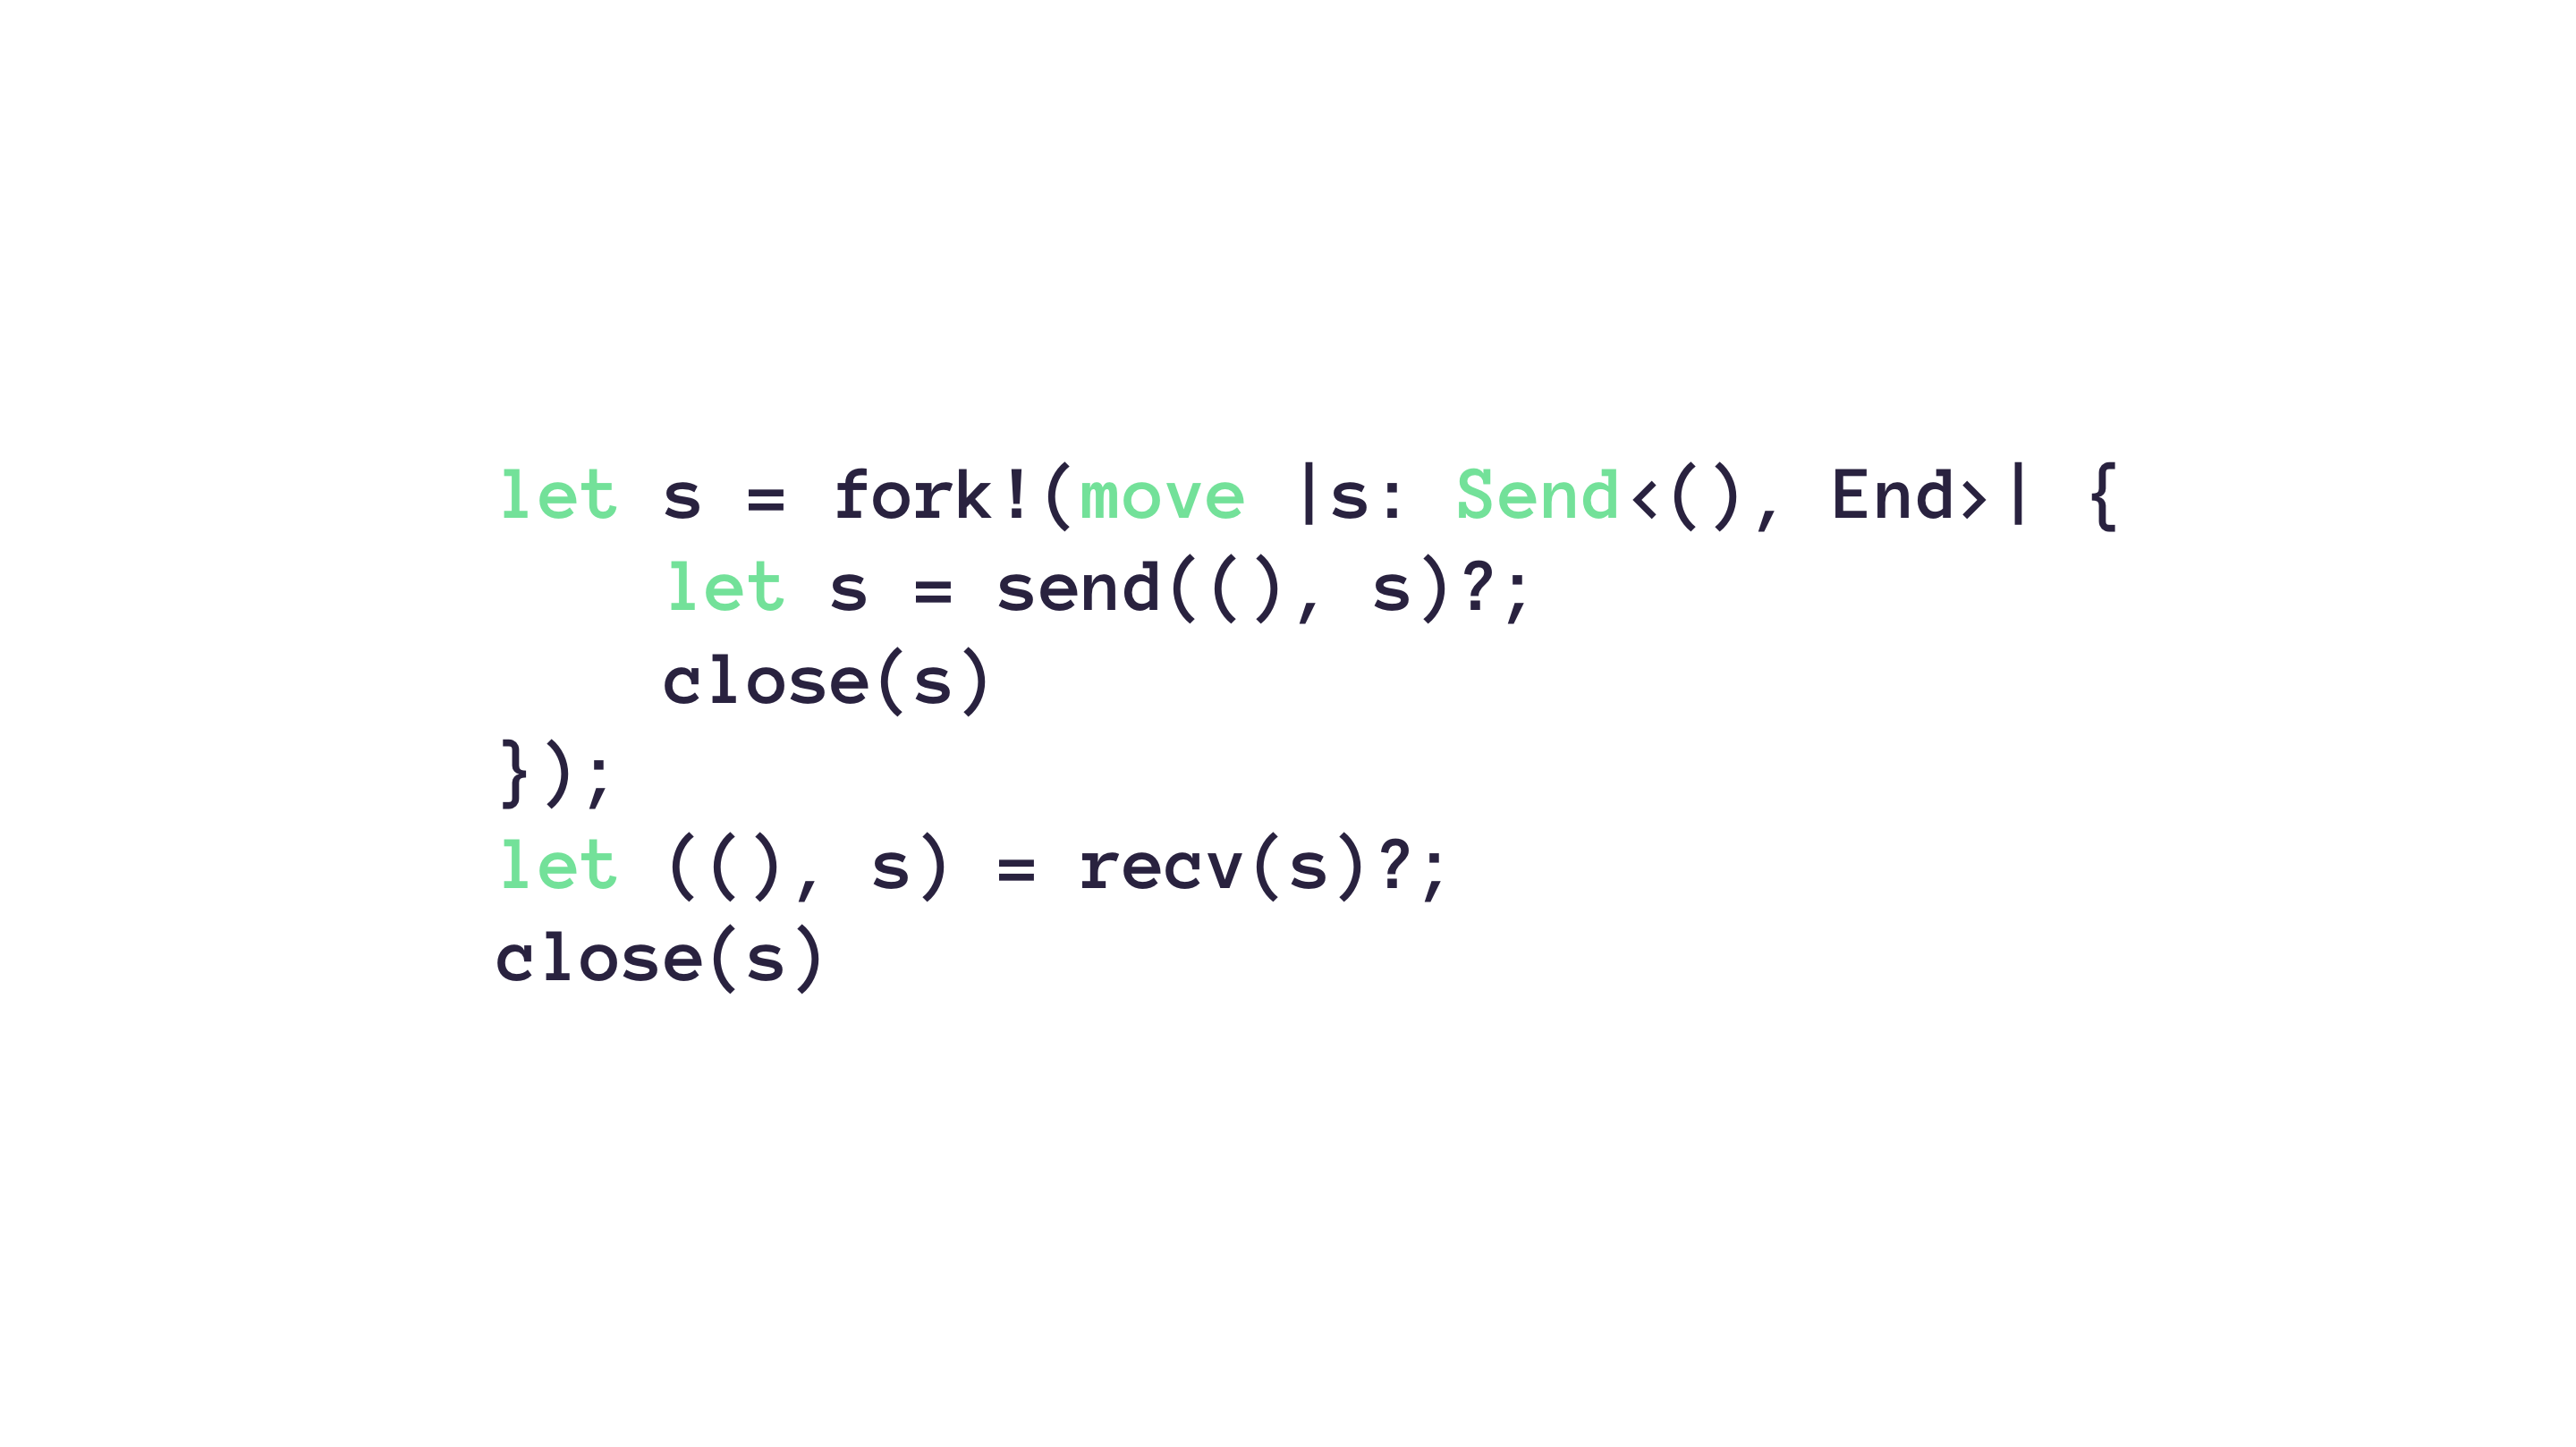 let s = fork!(move |s: Send<(), End>| {
    let s = send((), s)?;
    close(s)
});
let ((), s) = recv(s)?;
close(s)